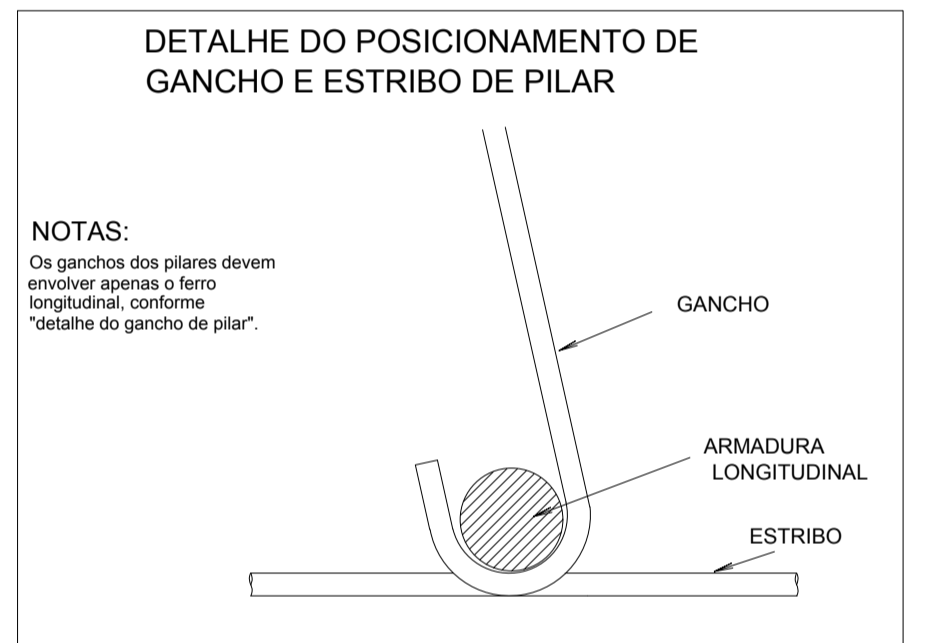 DETALHE DO POSICIONAMENTO DE
GANCHO E ESTRIBO DE PILAR
NOTAS:
Os ganchos dos pilares devem
envolver apenas o ferro
longitudinal, conforme
"detalhe do gancho de pilar".
GANCHO
ARMADURA
LONGITUDINAL
ESTRIBO